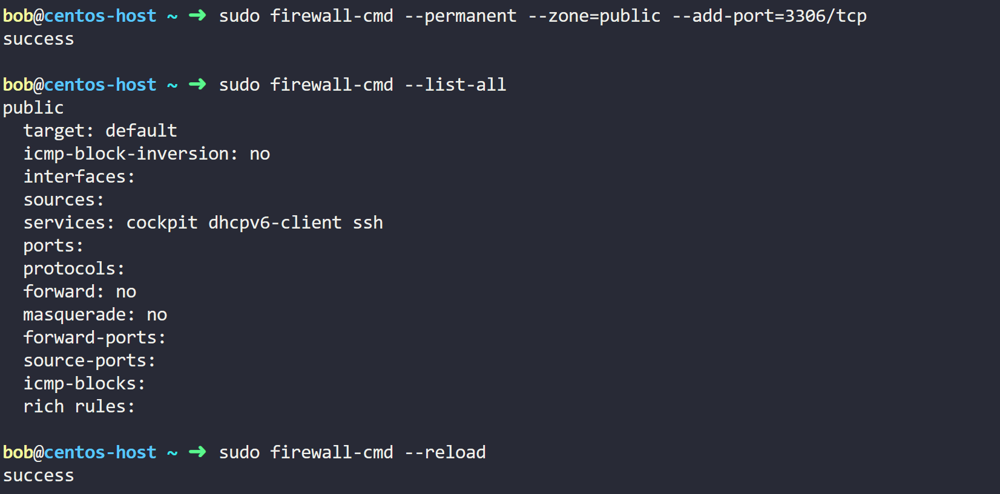 bob@centos-host ~ ➜ sudo firewall-cmd --permanent --zone=public --add-port=3306/tcp
success
bob@centos-host ~ ➜ sudo firewall-cmd --list-all
public
  target: default
  icmp-block-inversion: no
  interfaces:
  sources:
  services: cockpit dhcpv6-client ssh
  ports:
  protocols:
  forward: no
  masquerade: no
  forward-ports:
  source-ports:
  icmp-blocks:
  rich rules:
bob@centos-host ~ ➜ sudo firewall-cmd --reload
success